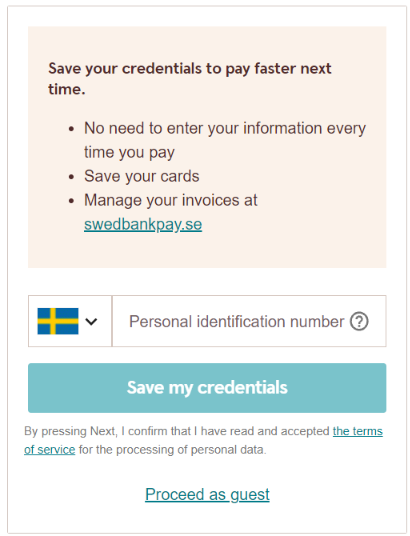 Save your credentials to pay faster next
time.
• No need to enter your information every
time you pay
• Save your cards
• Manage your invoices at
swedbankpay.se
Personal identification number ?
Save my credentials
By pressing Next, I confirm that I have read and accepted the terms
of service for the processing of personal data.
Proceed as guest